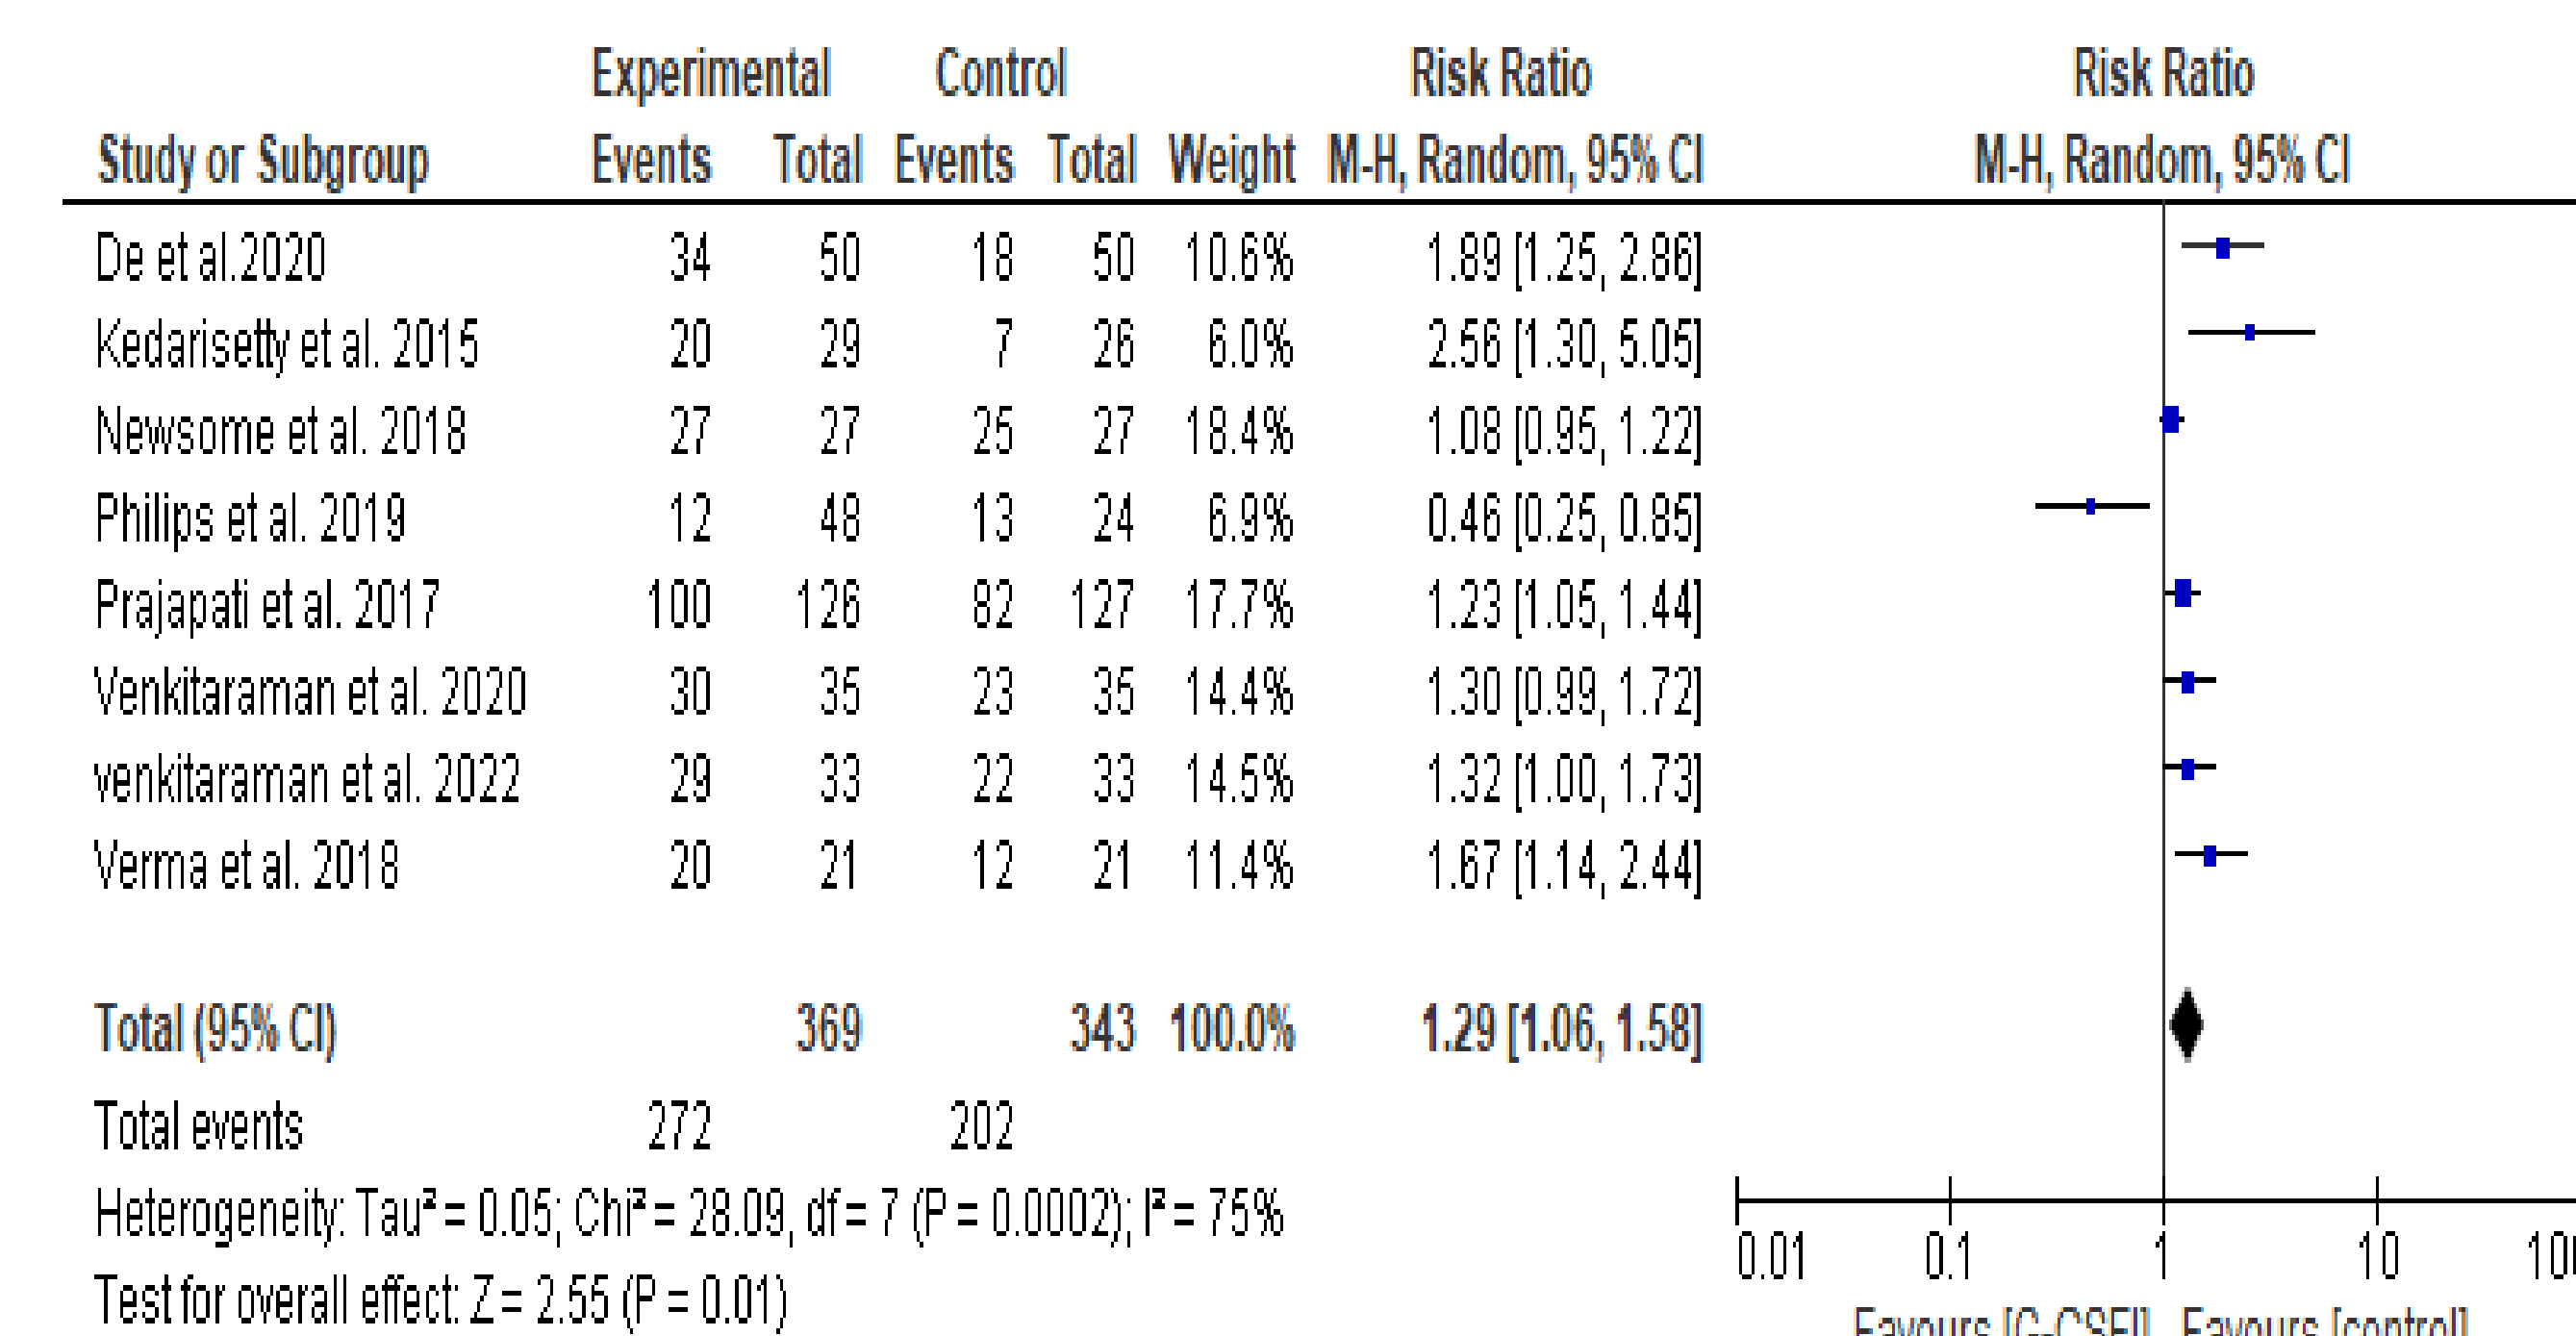 Experimental Control Risk Ratio Risk Ratio
Study or Subgroup Events Total Events Total Weight M-H, Random, 95% CI M-H, Random, 95% CI
De et al.2020 34 50 18 50 10.6% 1.89 [1.25, 2.86]
Kedarisetty et al. 2015 20 29 7 26 6.0% 2.56 [1.30, 5.05]
Newsome et al. 2018 27 27 25 27 18.4% 1.08 [0.95, 1.22]
Philips et al. 2019 12 48 13 24 6.9% 0.46 [0.25, 0.85]
Prajapati et al. 2017 100 126 82 127 17.7% 1.23 [1.05, 1.44]
Venkitaraman et al. 2020 30 35 23 35 14.4% 1.30 [0.99, 1.72]
venkitaraman et al. 2022 29 33 22 33 14.5% 1.32 [1.00, 1.73]
Verma et al. 2018 20 21 12 21 11.4% 1.67 [1.14, 2.44]
Total (95% CI) 369 343 100.0% 1.29 [1.06, 1.58]
Total events 272 202
Heterogeneity: Tau² = 0.05; Chi² = 28.09, df = 7 (P = 0.0002); I² = 75%
Test for overall effect: Z = 2.55 (P = 0.01)
0.01 0.1 1 10
Favours Favours [control]